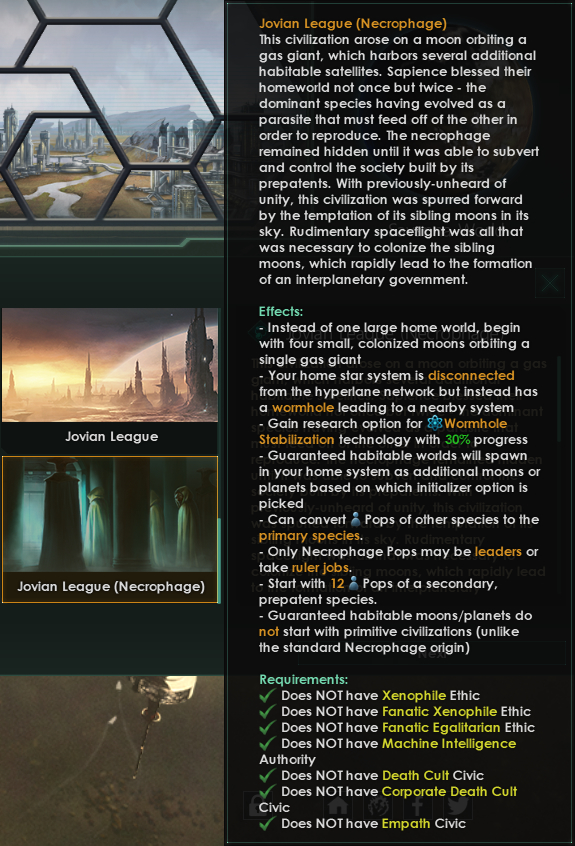 Jovian League (Necrophage)
This civilization arose on a moon orbiting a
gas giant, which harbors several additional
habitable satellites. Sapience blessed their
homeworld not once but twice - the
dominant species having evolved as a
parasite that must feed off of the other in
order to reproduce. The necrophage
remained hidden until it was able to subvert
and control the society built by its
prepatents. With previously-unheard of
unity, this civilization was spurred forward
by the temptation of its sibling moons in its
sky. Rudimentary spaceflight was all that
was necessary to colonize the sibling
moons, which rapidly lead to the formation
of an interplanetary government.
Effects:
- Instead of one large home world, begin
with four small, colonized moons orbiting a
single gas giant
- Your home star system is disconnected
from the hyperlane network but instead has
a wormhole leading to a nearby system
- Gain research option for Wormhole
Stabilization technology with 30% progress
- Guaranteed habitable worlds will spawn
in your home system as additional moons or
planets based on which initializer option is
picked
- Can convert Pops of other species to the
primary species.
- Only Necrophage Pops may be leaders or
take ruler jobs.
- Start with 12 Pops of a secondary,
prepatent species.
- Guaranteed habitable moons/planets do
not start with primitive civilizations (unlike
the standard Necrophage origin)
Requirements:
Does NOT have Xenophile Ethic
Does NOT have Fanatic Xenophile Ethic
Does NOT have Fanatic Egalitarian Ethic
Does NOT have Machine Intelligence
Authority
Does NOT have Death Cult Civic
Does NOT have Corporate Death Cult
Civic
Does NOT have Empath Civic
Jovian League
Jovian League (Necrophage)